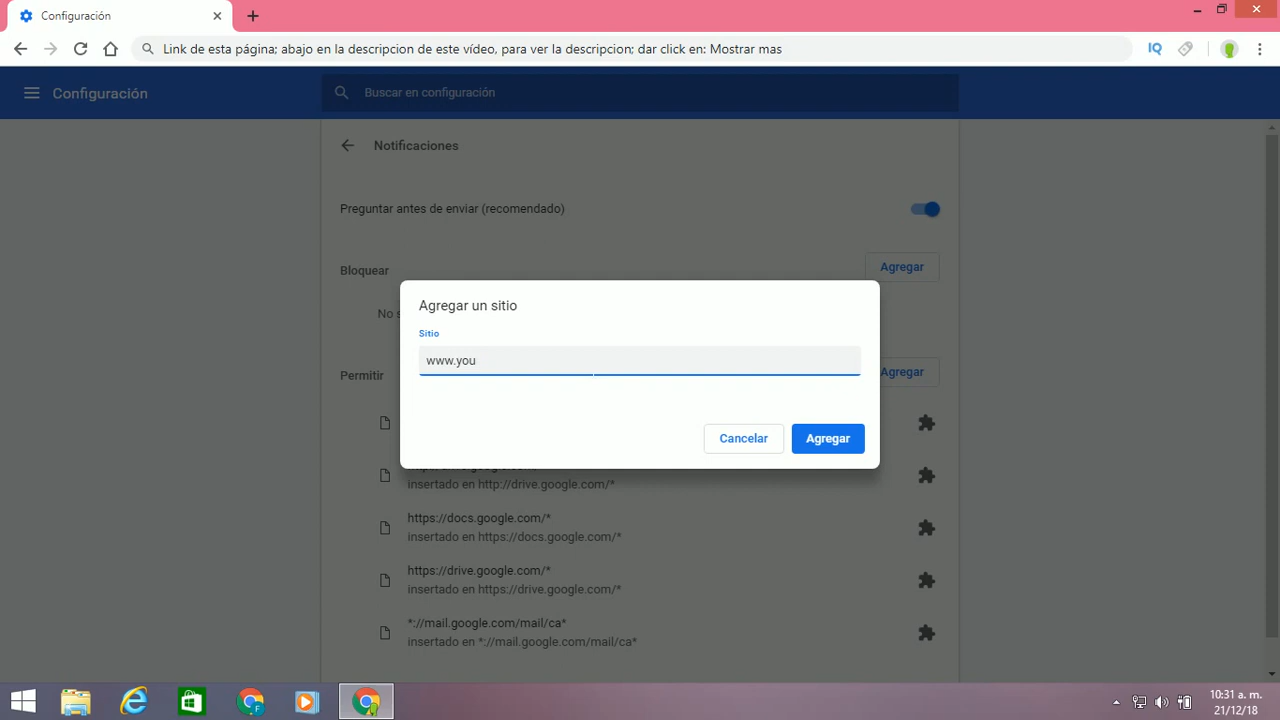 Configuración
Link de esta página; abajo en la descripcion de este vídeo, para ver la descripcion; dar click en: Mostrar mas
IQ
Configuración
Buscar en configuración
Notificaciones
Preguntar antes de enviar (recomendado)
Bloquear
Agregar
No s
Agregar un sitio
Sitio
www.you
Permitir
Agregar
Cancelar
Agregar
insertado en http://drive.google.com/*
https://docs.google.com/*
insertado en https://docs.google.com/*
https://drive.google.com/*
insertado en https://drive.google.com/*
*://mail.google.com/mail/ca*
insertado en *://mail.google.com/mail/ca*
10:31 a. m.
21/12/18